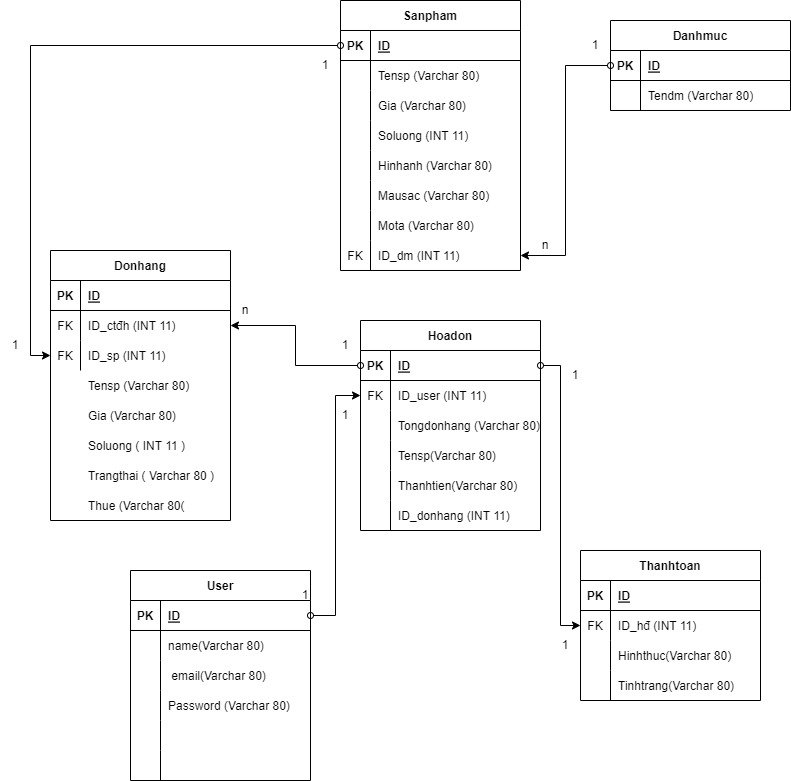 Sanpham
PK ID
Tensp (Varchar 80)
Gia (Varchar 80)
Soluong (INT 11)
Hinhanh (Varchar 80)
Mausac (Varchar 80)
Mota (Varchar 80)
FK ID_dm (INT 11)
1
Danhmuc
PK ID
Tendm (Varchar 80)
1
n
Donhang
PK ID
FK ID_ctđh (INT 11)
FK ID_sp (INT 11)
Tensp (Varchar 80)
Gia (Varchar 80)
Soluong ( INT 11 )
Trangthai ( Varchar 80 )
Thue (Varchar 80(
1
n
Hoadon
PK ID
FK ID_user (INT 11)
Tongdonhang (Varchar 80)
Tensp(Varchar 80)
Thanhtien(Varchar 80)
ID_donhang (INT 11)
1
1
1
User
PK ID
name(Varchar 80)
email(Varchar 80)
Password (Varchar 80)
1
Thanhtoan
PK ID
FK ID_hđ (INT 11)
Hinhthuc(Varchar 80)
Tinhtrang(Varchar 80)
1